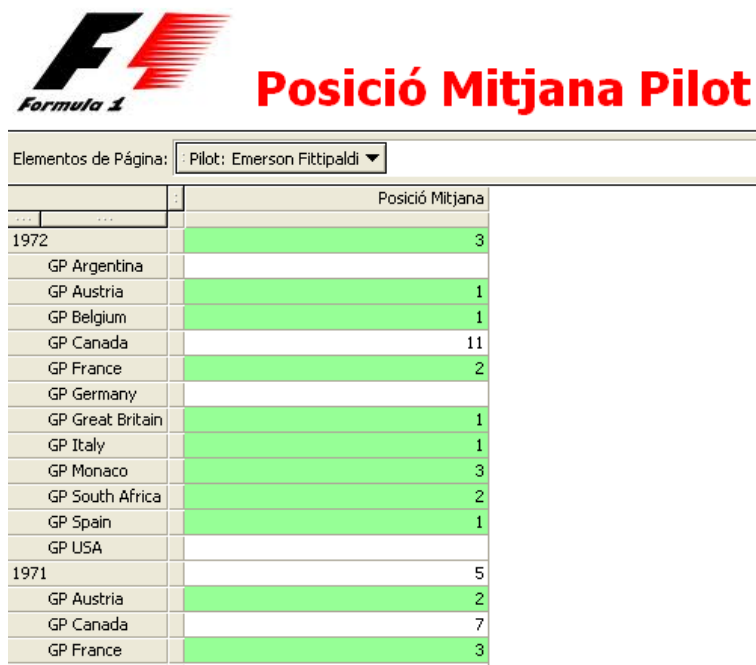 Formula 1
Posició Mitjana Pilot
Elementos de Página: Pilot: Emerson Fittipaldi
Posició Mitjana
1972 3
GP Argentina
GP Austria 1
GP Belgium 1
GP Canada 11
GP France 2
GP Germany
GP Great Britain 1
GP Italy 1
GP Monaco 3
GP South Africa 2
GP Spain 1
GP USA
1971 5
GP Austria 2
GP Canada 7
GP France 3